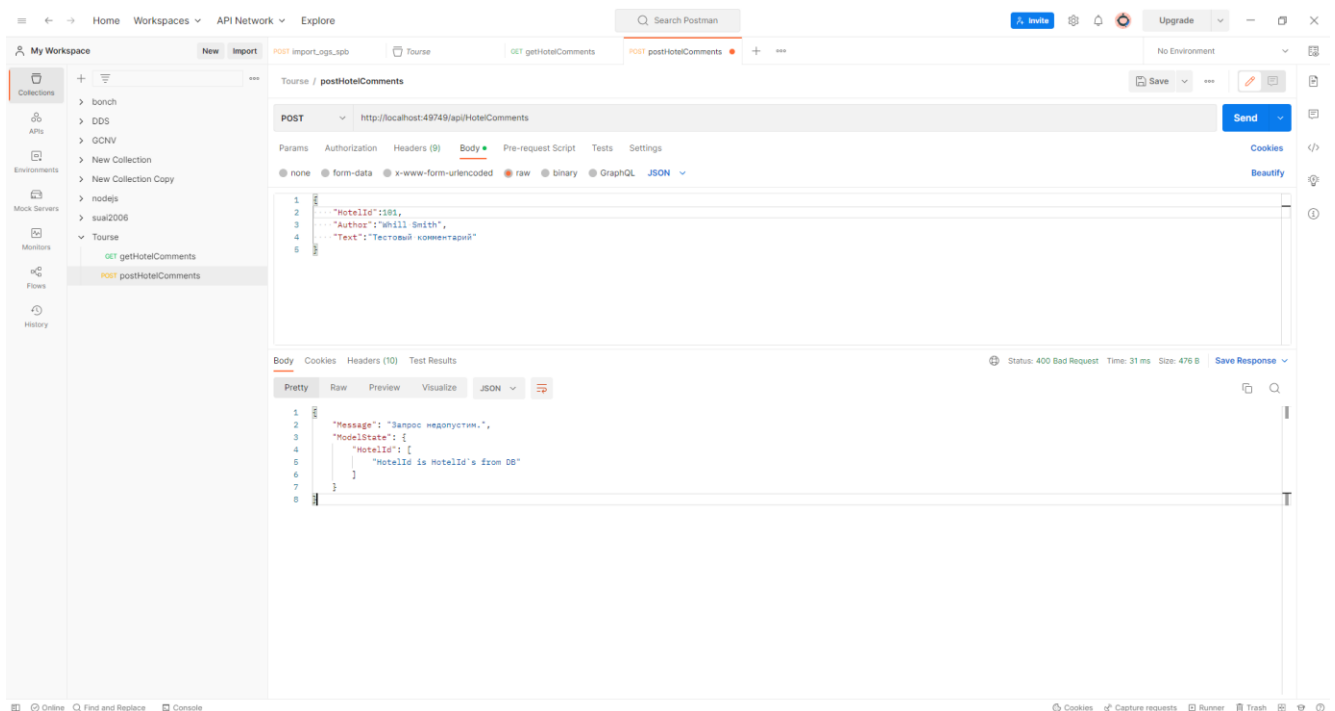 Home Workspaces API Network Explore Search Postman Invite Upgrade
My Workspace New Import POST import_ogs_spb Tourse GET getHotelComments POST postHotelComments No Environment
Collections
APIs
Environments
Mock Servers
Monitors
Flows
History
bonch
DDS
GCNV
New Collection
New Collection Copy
nodejs
suai2006
Tourse
GET getHotelComments
POST postHotelComments
Tourse / postHotelComments Save
POST http://localhost:49749/api/HotelComments Send
Params Authorization Headers (9) Body Pre-request Script Tests Settings Cookies
none form-data x-www-form-urlencoded raw binary GraphQL JSON Beautify
1 {
2 "HotelId":101,
3 "Author":"Whill Smith",
4 "Text":"Тестовый комментарий"
5 }
Body Cookies Headers (10) Test Results Status: 400 Bad Request Time: 31 ms Size: 476 B Save Response
Pretty Raw Preview Visualize JSON
1 {
2 "Message": "Запрос недопустим.",
3 "ModelState": {
4 "HotelId": [
5 "HotelId is HotelId`s from DB"
6 ]
7 }
8 }
Online Find and Replace Console Cookies Capture requests Runner Trash